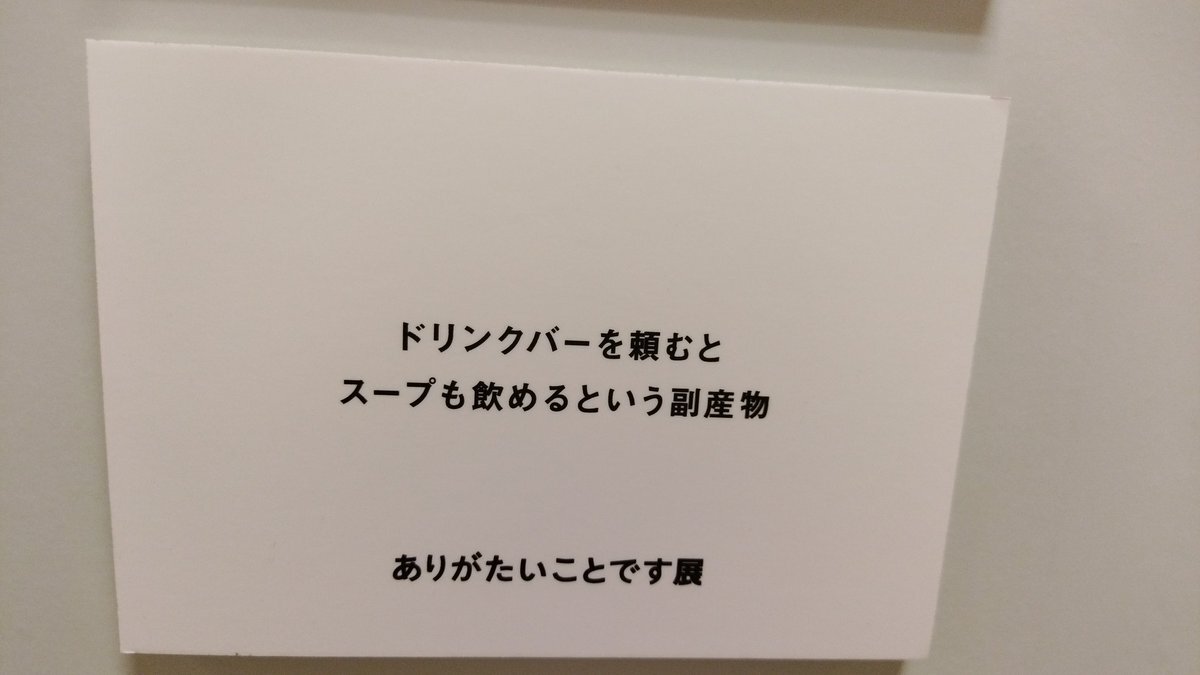 ドリンクバーを頼むと
スープも飲めるという副産物
ありがたいことです展